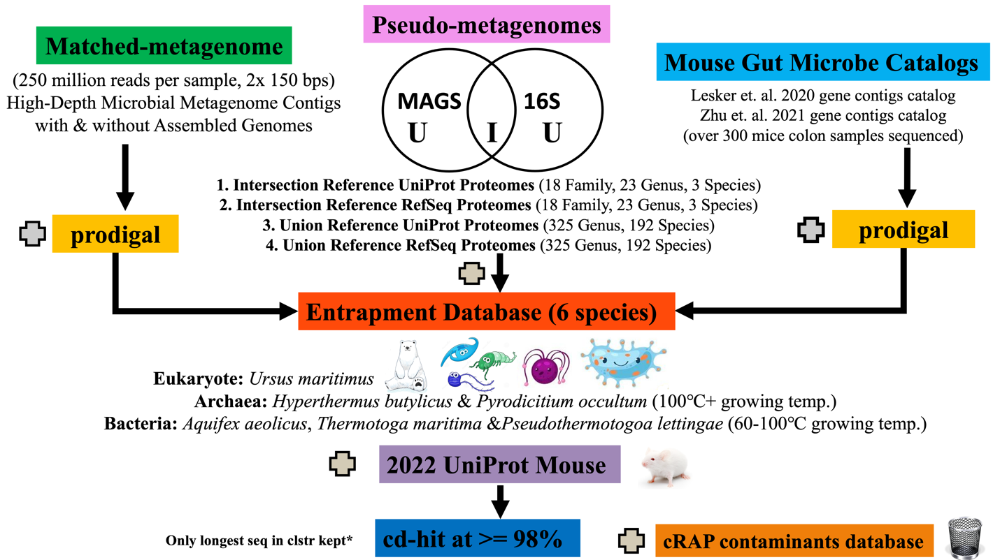 Matched-metagenome
(250 million reads per sample, 2x 150 bps)
High-Depth Microbial Metagenome Contigs
with & without Assembled Genomes
prodigal
Pseudo-metagenomes
MAGS 16S
U I U
1. Intersection Reference UniProt Proteomes (18 Family, 23 Genus, 3 Species)
2. Intersection Reference RefSeq Proteomes (18 Family, 23 Genus, 3 Species)
3. Union Reference UniProt Proteomes (325 Genus, 192 Species)
4. Union Reference RefSeq Proteomes (325 Genus, 192 Species)
Mouse Gut Microbe Catalogs
Lesker et. al. 2020 gene contigs catalog
Zhu et. al. 2021 gene contigs catalog
(over 300 mice colon samples sequenced)
prodigal
Entrapment Database (6 species)
Eukaryote: Ursus maritimus
Archaea: Hyperthermus butylicus & Pyrodicitium occultum (100℃+ growing temp.)
Bacteria: Aquifex aeolicus, Thermotoga maritima &Pseudothermotogoa lettingae (60-100℃ growing temp.)
2022 UniProt Mouse
Only longest seq in clstr kept*
cd-hit at >= 98%
cRAP contaminants database